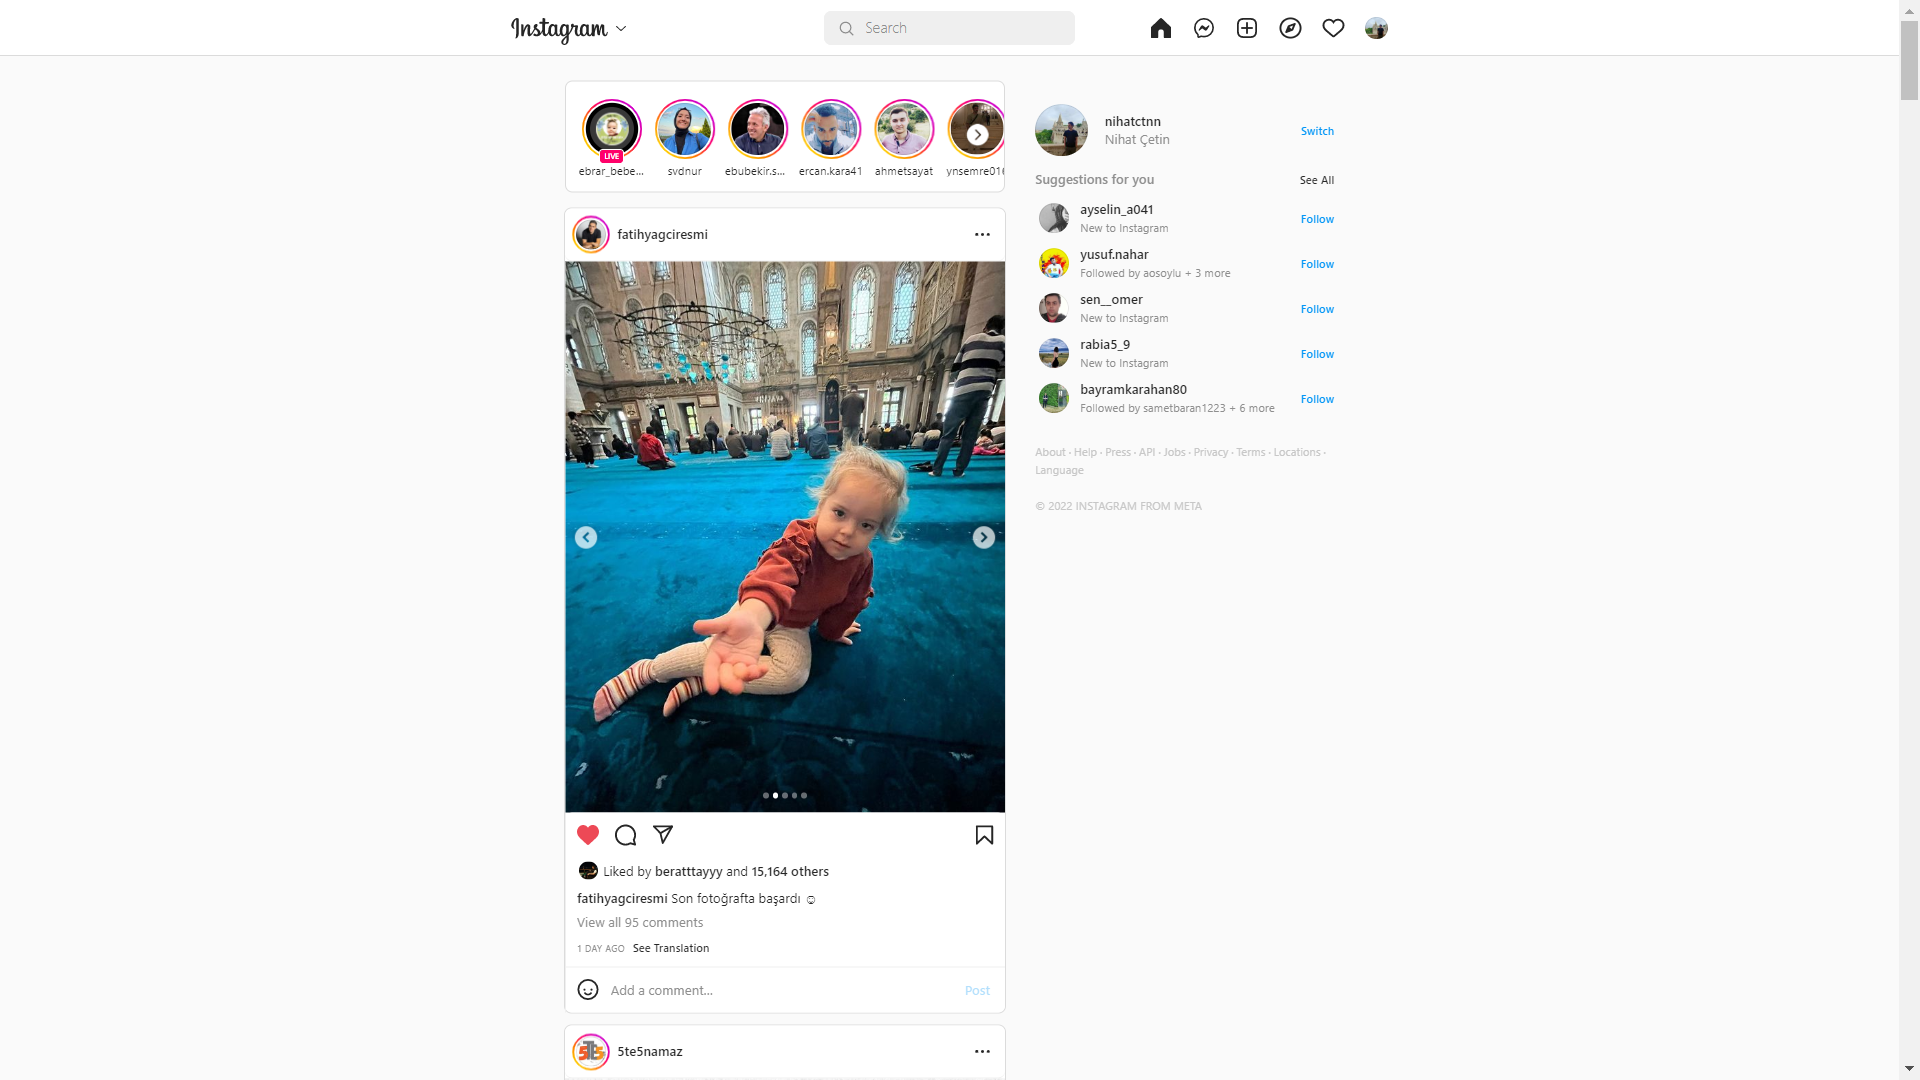 Instagram
Search
LIVE
ebrar_bebe...
svdnur
ebubekir.s...
ercan.kara41
ahmetsayat
ynsemre016
nihatctnn
Nihat Çetin
Switch
Suggestions for you
See All
ayselin_a041
New to Instagram
Follow
yusuf.nahar
Followed by aosoylu + 3 more
Follow
sen__omer
New to Instagram
Follow
rabia5_9
New to Instagram
Follow
bayramkarahan80
Followed by sametbaran1223 + 6 more
Follow
About · Help · Press · API · Jobs · Privacy · Terms · Locations ·
Language
© 2022 INSTAGRAM FROM META
fatihyagciresmi
Liked by beratttayyy and 15,164 others
fatihyagciresmi Son fotoğrafta başardı ☺
View all 95 comments
1 DAY AGO See Translation
Add a comment...
Post
5te5namaz